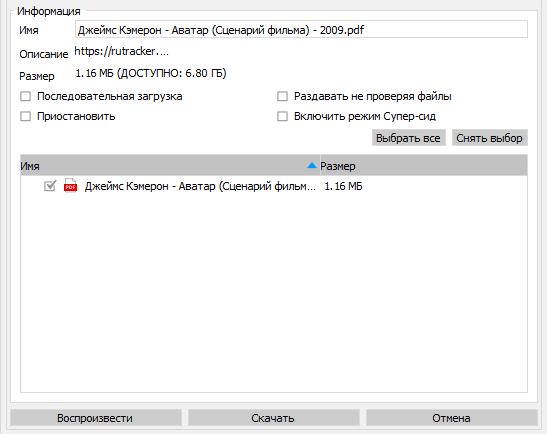 Информация
Имя Джеймс Кэмерон - Аватар (Сценарий фильма) - 2009.pdf
Описание https://rutracker....
Размер 1.16 МБ (ДОСТУПНО: 6.80 ГБ)
Последовательная загрузка Раздавать не проверяя файлы
Приостановить Включить режим Супер-сид
Выбрать все Снять выбор
Имя Размер
PDF Джеймс Кэмерон - Аватар (Сценарий фильм... 1.16 МБ
Воспроизвести Скачать Отмена